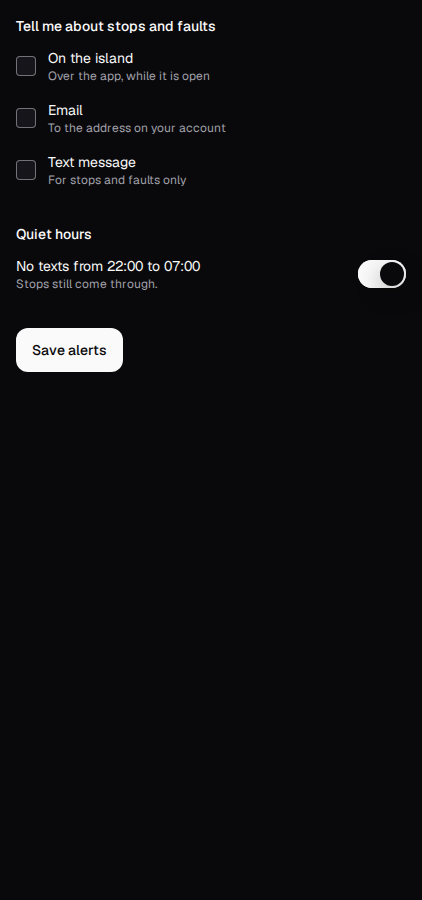 Tell me about stops and faults
On the island
Over the app, while it is open
Email
To the address on your account
Text message
For stops and faults only
Quiet hours
No texts from 22:00 to 07:00
Stops still come through.
Save alerts